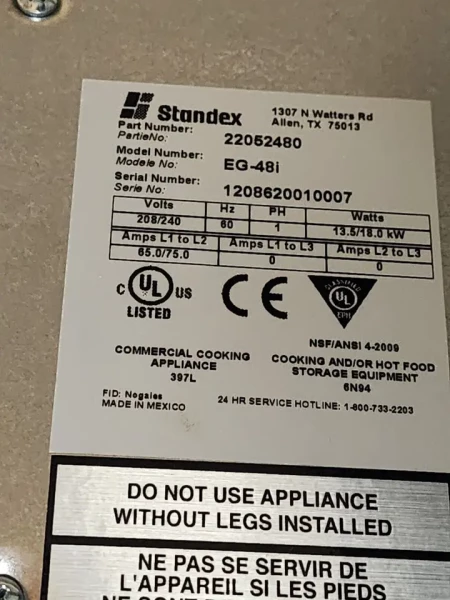 Standex
1307 N Watters Rd
Allen, TX 75013
Part Number:
PartieNo:
22052480
Model Number:
Modele No:
EG-48i
Serial Number:
Serie No:
1208620010007
Volts Hz PH Watts
208/240 60 1 13.5/18.0 kW
Amps L1 to L2 Amps L1 to L3 Amps L2 to L3
65.0/75.0 0 0
C UL US
LISTED
CE
CLASSIFIED
UL
EPH
NSF/ANSI 4-2009
COMMERCIAL COOKING
APPLIANCE
397L
COOKING AND/OR HOT FOOD
STORAGE EQUIPMENT
6N94
FID: Nogales
MADE IN MEXICO
24 HR SERVICE HOTLINE: 1-800-733-2203
DO NOT USE APPLIANCE
WITHOUT LEGS INSTALLED
NE PAS SE SERVIR DE
L'APPAREIL SI LES PIEDS
NE SONT